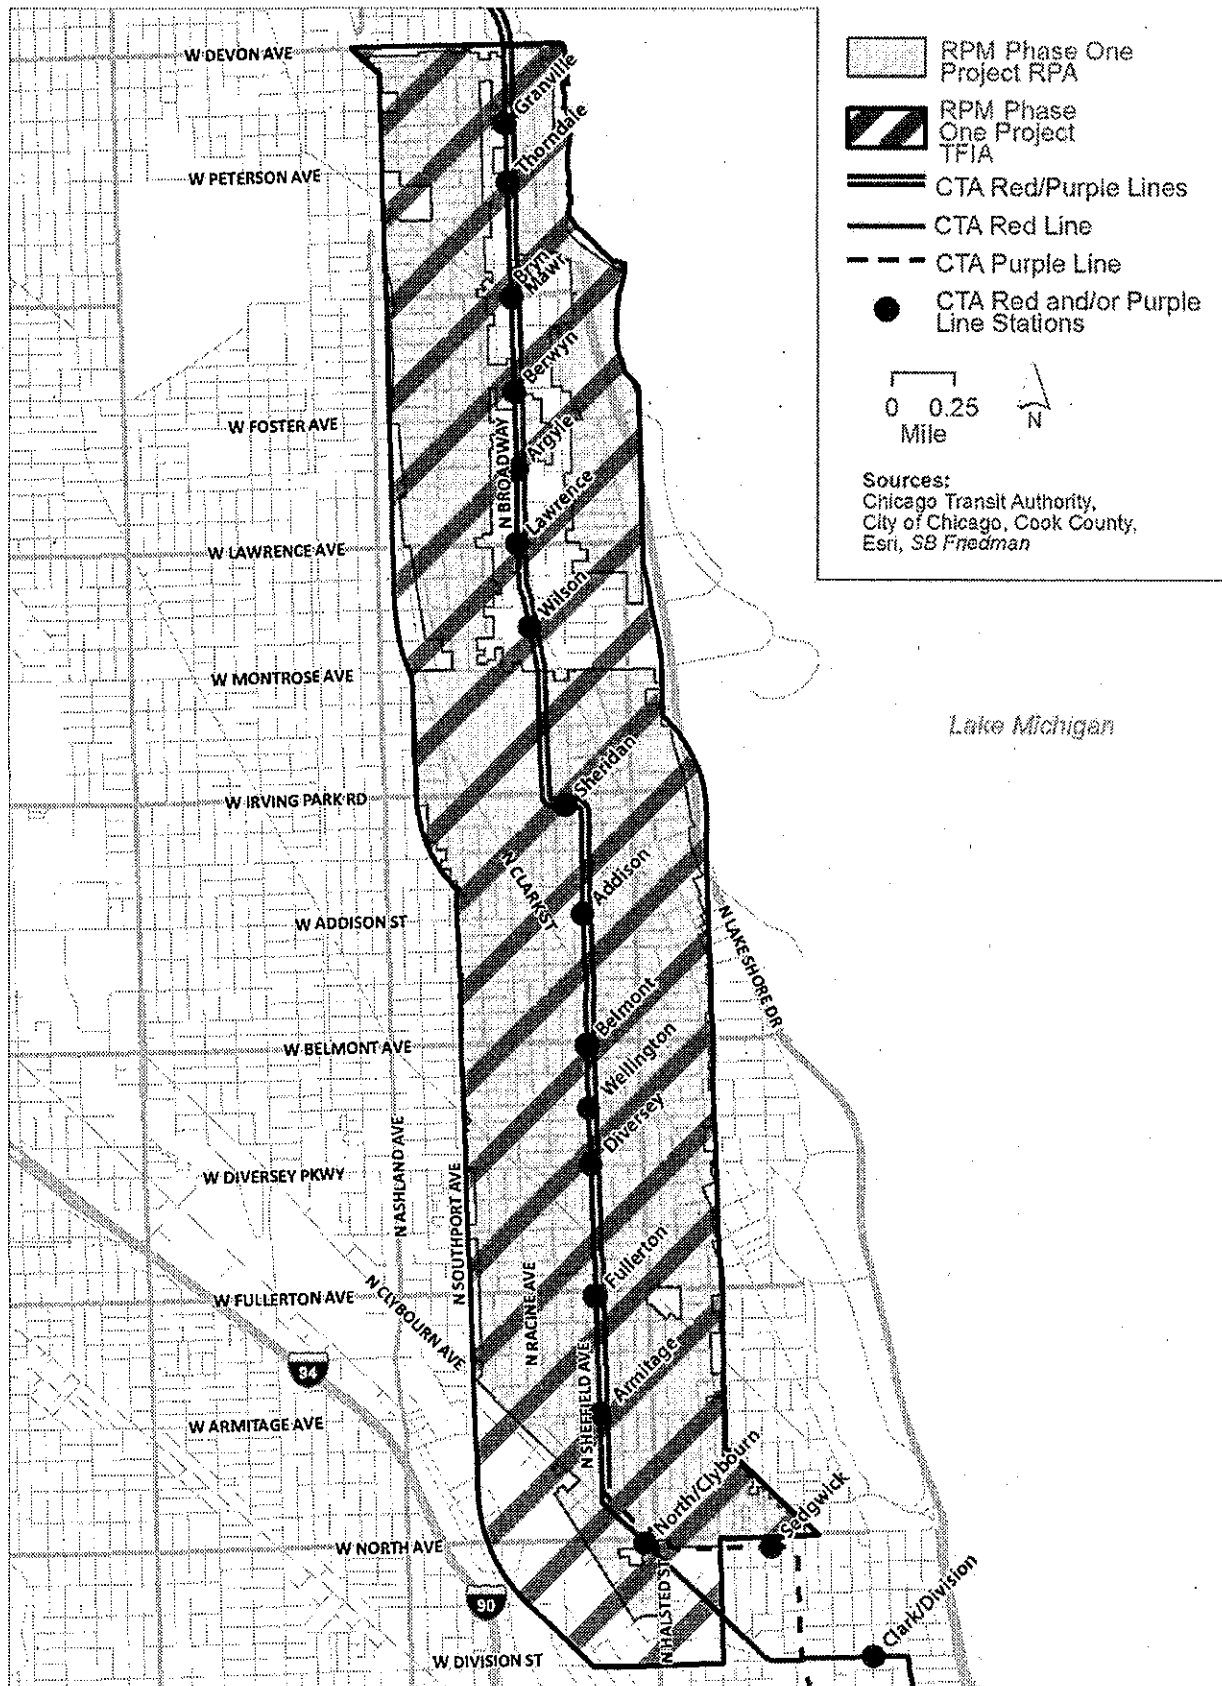 W DEVON AVE
Granville
Thorndale
W PETERSON AVE
Bryn
Mawr
Berwyn
W FOSTER AVE
N BROADWAY
Argyle
Lawrence
W LAWRENCE AVE
Wilson
W MONTROSE AVE
Sheridan
W IRVING PARK RD
N CLARK ST
Addison
W ADDISON ST
N LAKE SHORE DR
Belmont
W BELMONT AVE
Wellington
Diversey
W DIVERSEY PKWY
N ASHLAND AVE
N SOUTHPORT AVE
Fullerton
W FULLERTON AVE
N CLYBOURN AVE
N RACINE AVE
94
N SHEFFIELD AVE
Armitage
W ARMITAGE AVE
North/Clybourn
Sedgwick
W NORTH AVE
N HALSTED ST
90
Clark/Division
W DIVISION ST
Lake Michigan
RPM Phase One
Project RPA
RPM Phase
One Project
TFIA
CTA Red/Purple Lines
CTA Red Line
CTA Purple Line
CTA Red and/or Purple
Line Stations
0 0.25
Mile
N
Sources:
Chicago Transit Authority,
City of Chicago, Cook County,
Esri, SB Friedman